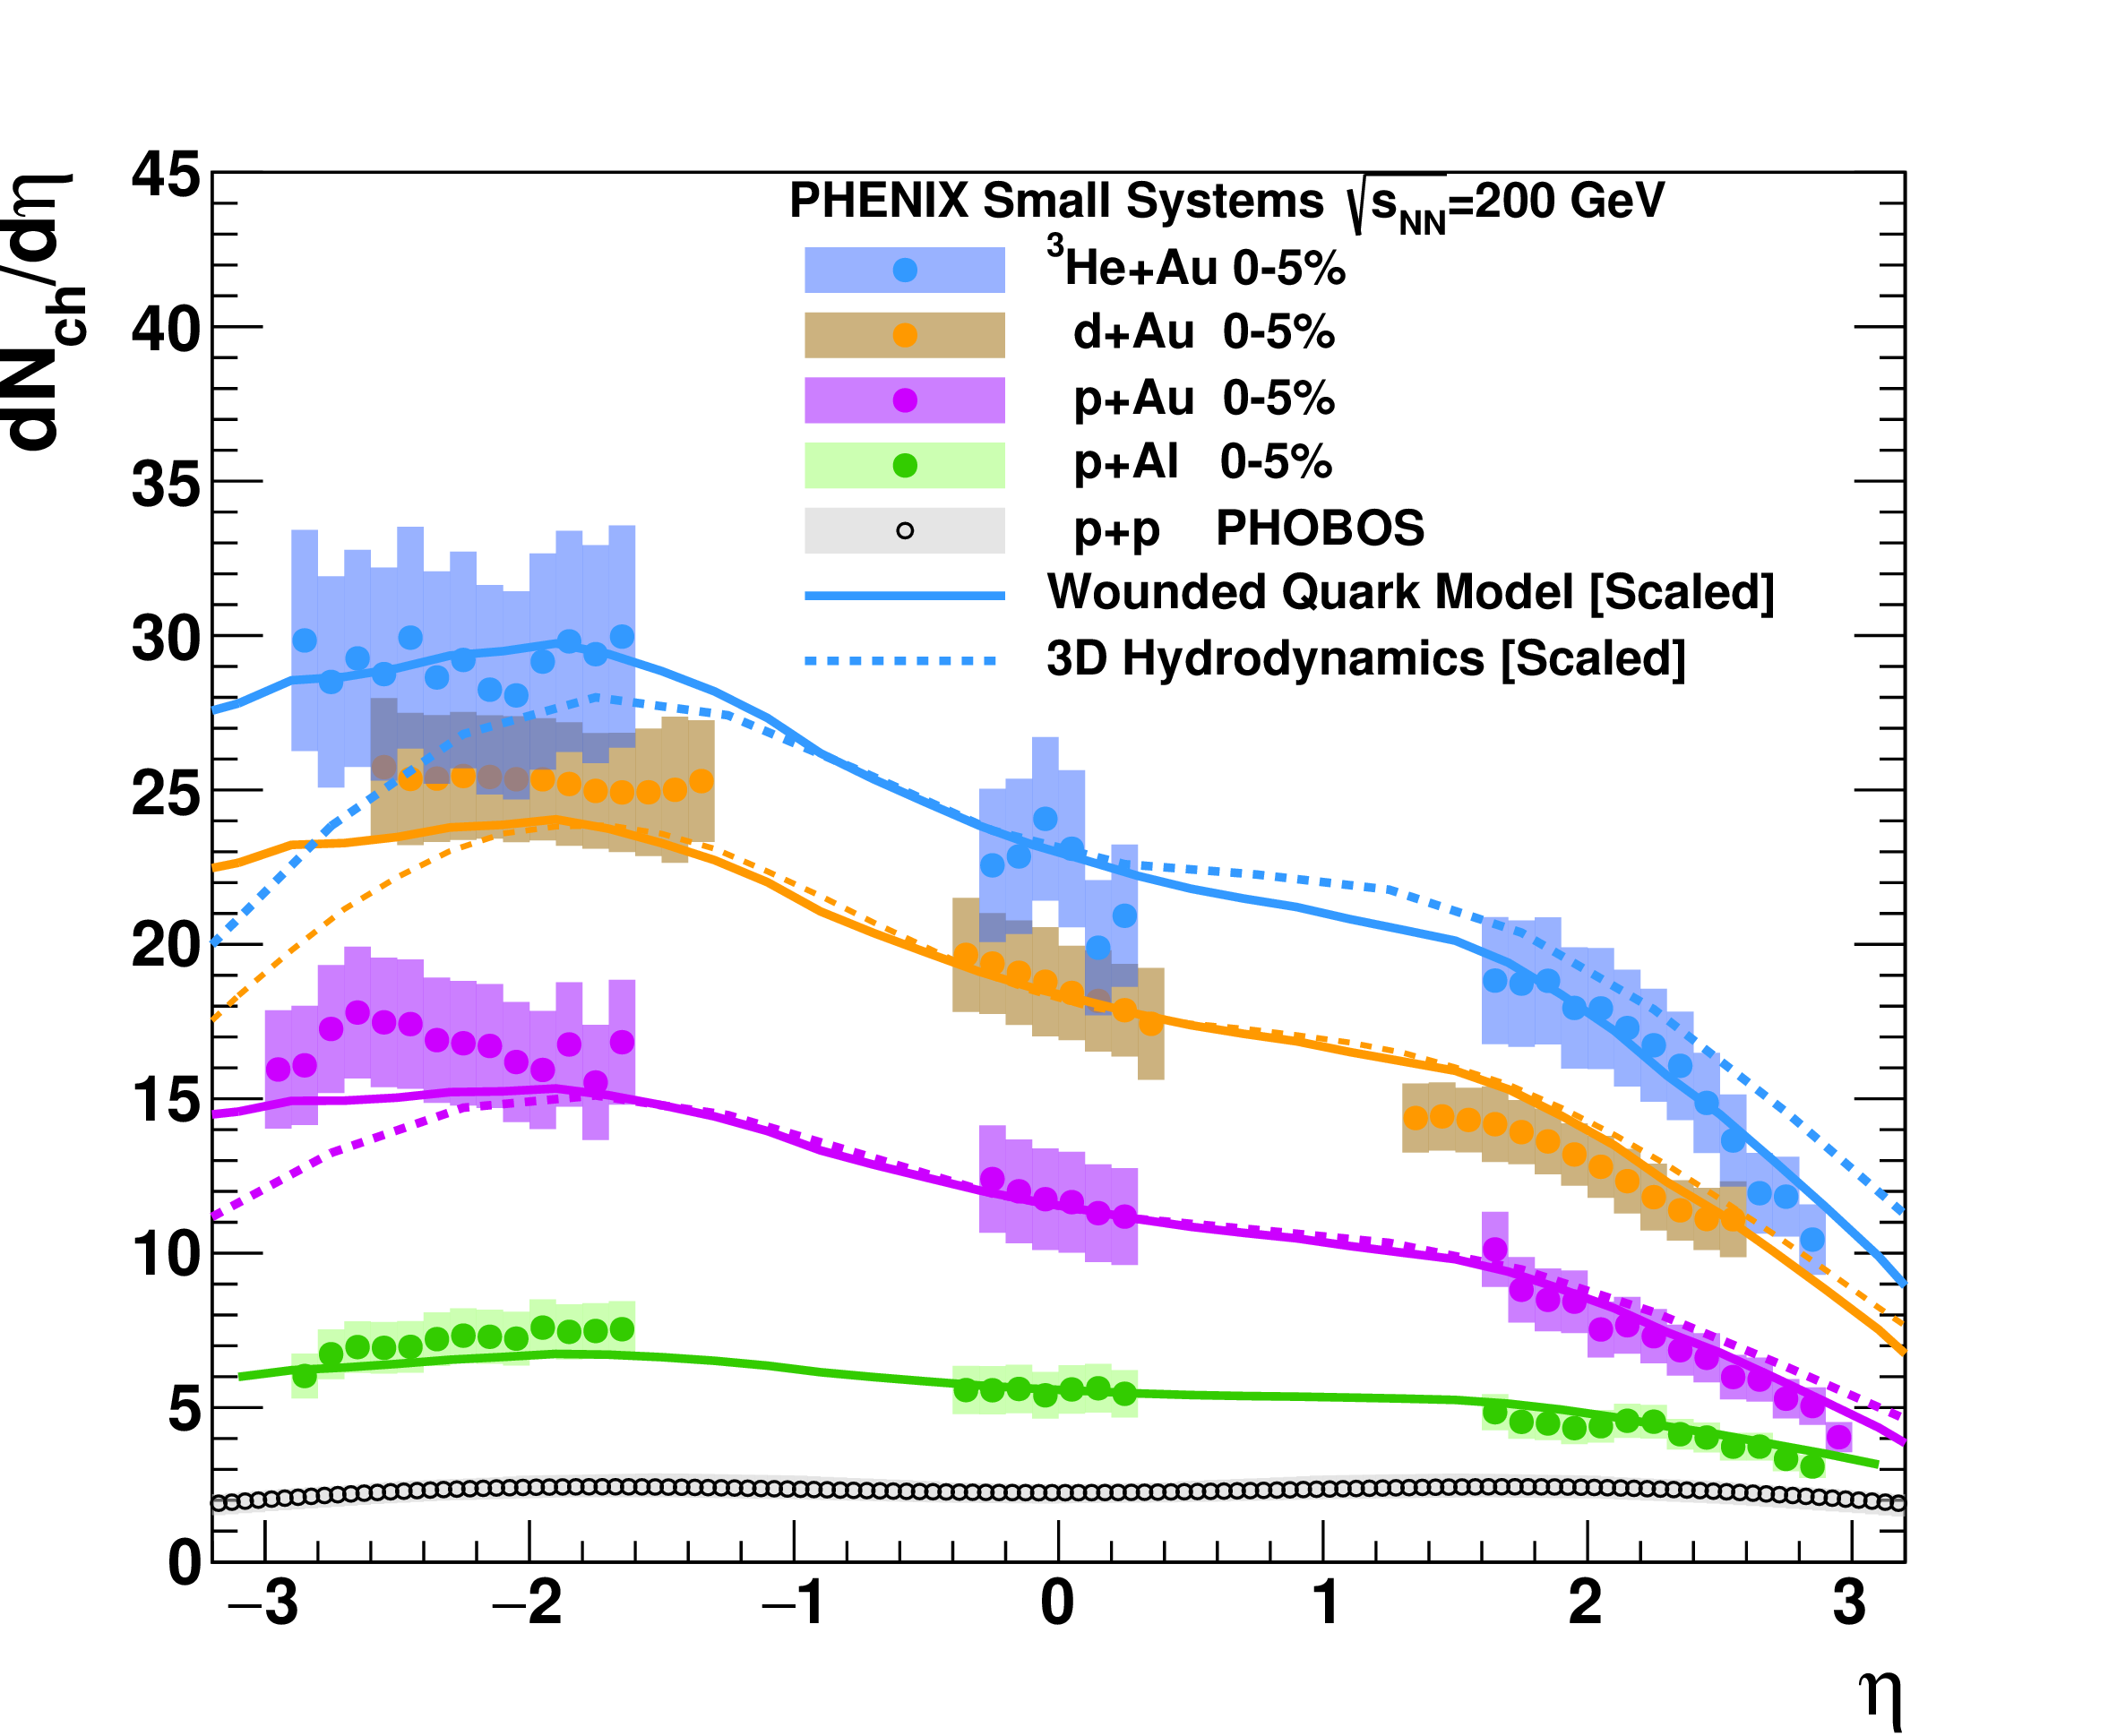 dN_ch/dη
45
40
35
30
25
20
15
10
5
0
PHENIX Small Systems √s_NN=200 GeV
³He+Au 0-5%
d+Au 0-5%
p+Au 0-5%
p+Al 0-5%
p+p PHOBOS
Wounded Quark Model [Scaled]
3D Hydrodynamics [Scaled]
−3 −2 −1 0 1 2 3
η